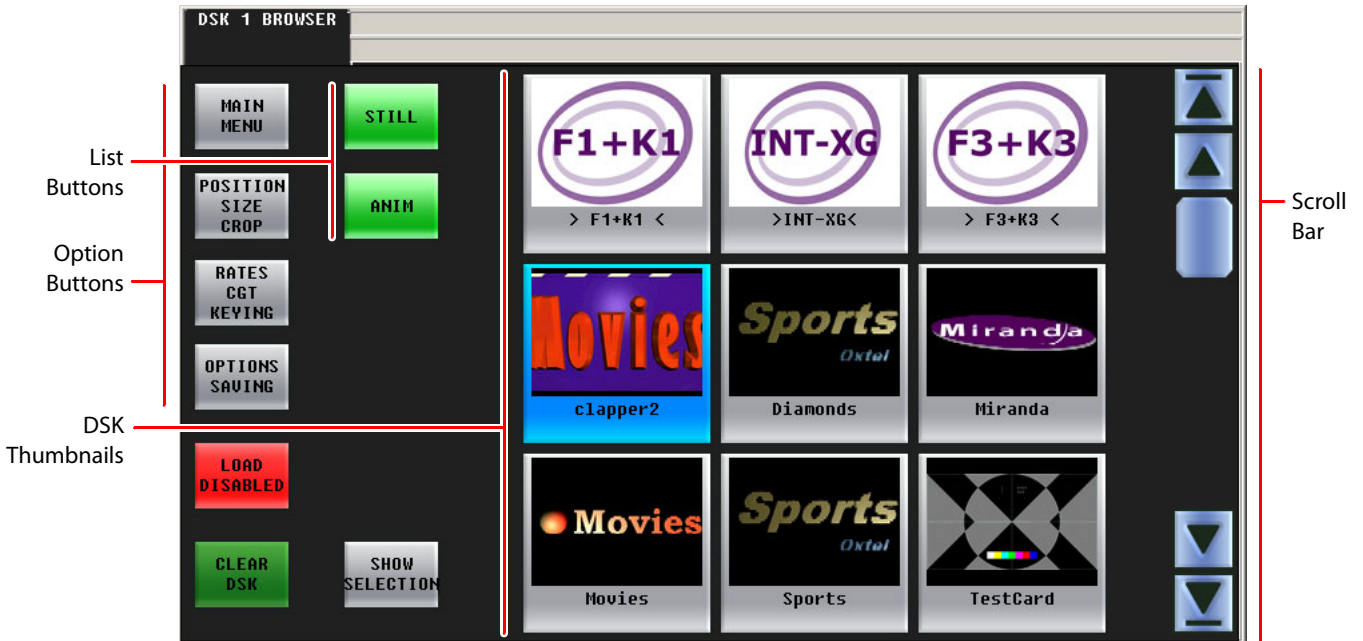 DSK 1 BROWSER
List
Buttons
Option
Buttons
DSK
Thumbnails
MAIN
MENU
STILL
POSITION
SIZE
CROP
ANIM
RATES
CGT
KEYING
OPTIONS
SAVING
LOAD
DISABLED
CLEAR
DSK
SHOW
SELECTION
F1+K1
> F1+K1 <
INT-XG
>INT-XG<
F3+K3
> F3+K3 <
Movies
clapper2
Sports
Oxtel
Diamonds
Miranda
Miranda
Movies
Movies
Sports
Oxtel
Sports
TestCard
Scroll
Bar